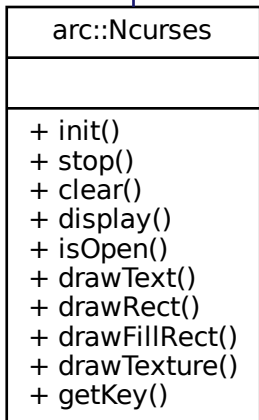 arc::Ncurses
+ init()
+ stop()
+ clear()
+ display()
+ isOpen()
+ drawText()
+ drawRect()
+ drawFillRect()
+ drawTexture()
+ getKey()